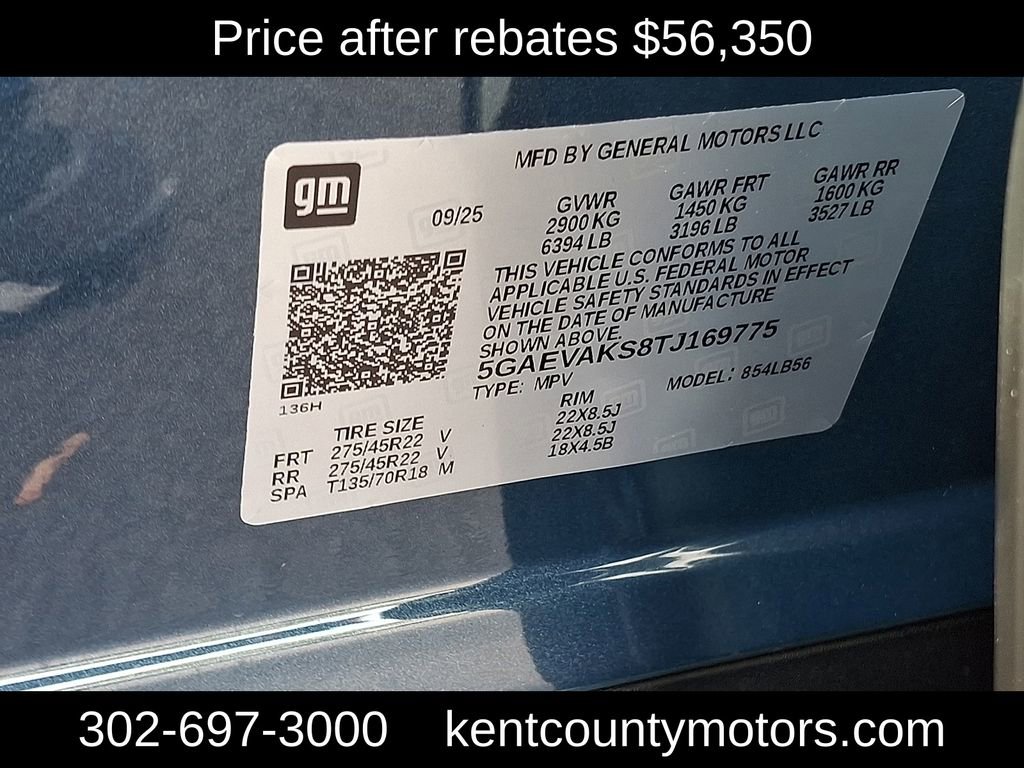 Price after rebates $56,350
MFD BY GENERAL MOTORS LLC
gm
09/25
GVWR
2900 KG
6394 LB
GAWR FRT
1450 KG
3196 LB
GAWR RR
1600 KG
3527 LB
THIS VEHICLE CONFORMS TO ALL
APPLICABLE U.S. FEDERAL MOTOR
VEHICLE SAFETY STANDARDS IN EFFECT
ON THE DATE OF MANUFACTURE
SHOWN ABOVE.
5GAEVAKS8TJ169775
TYPE: MPV MODEL: 854LB56
136H
TIRE SIZE RIM
FRT 275/45R22 V 22X8.5J
RR 275/45R22 V 22X8.5J
SPA T135/70R18 M 18X4.5B
302-697-3000 kentcountymotors.com